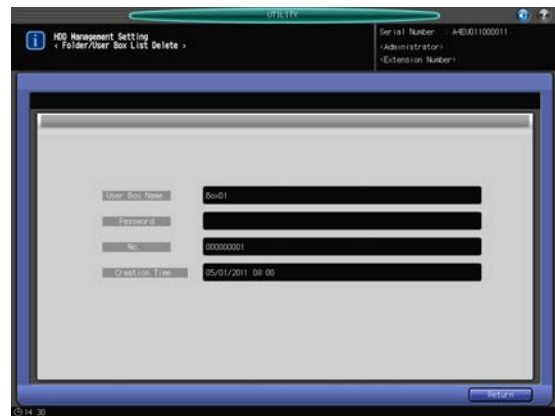 UTILITY
HDD Management Setting
< Folder/User Box List Delete >
Serial Number : A4EU011000011
<Administrator>
<Extension Number>
User Box Name
Box01
Password
No.
000000001
Creation Time
05/01/2011 08:00
Return
14:30